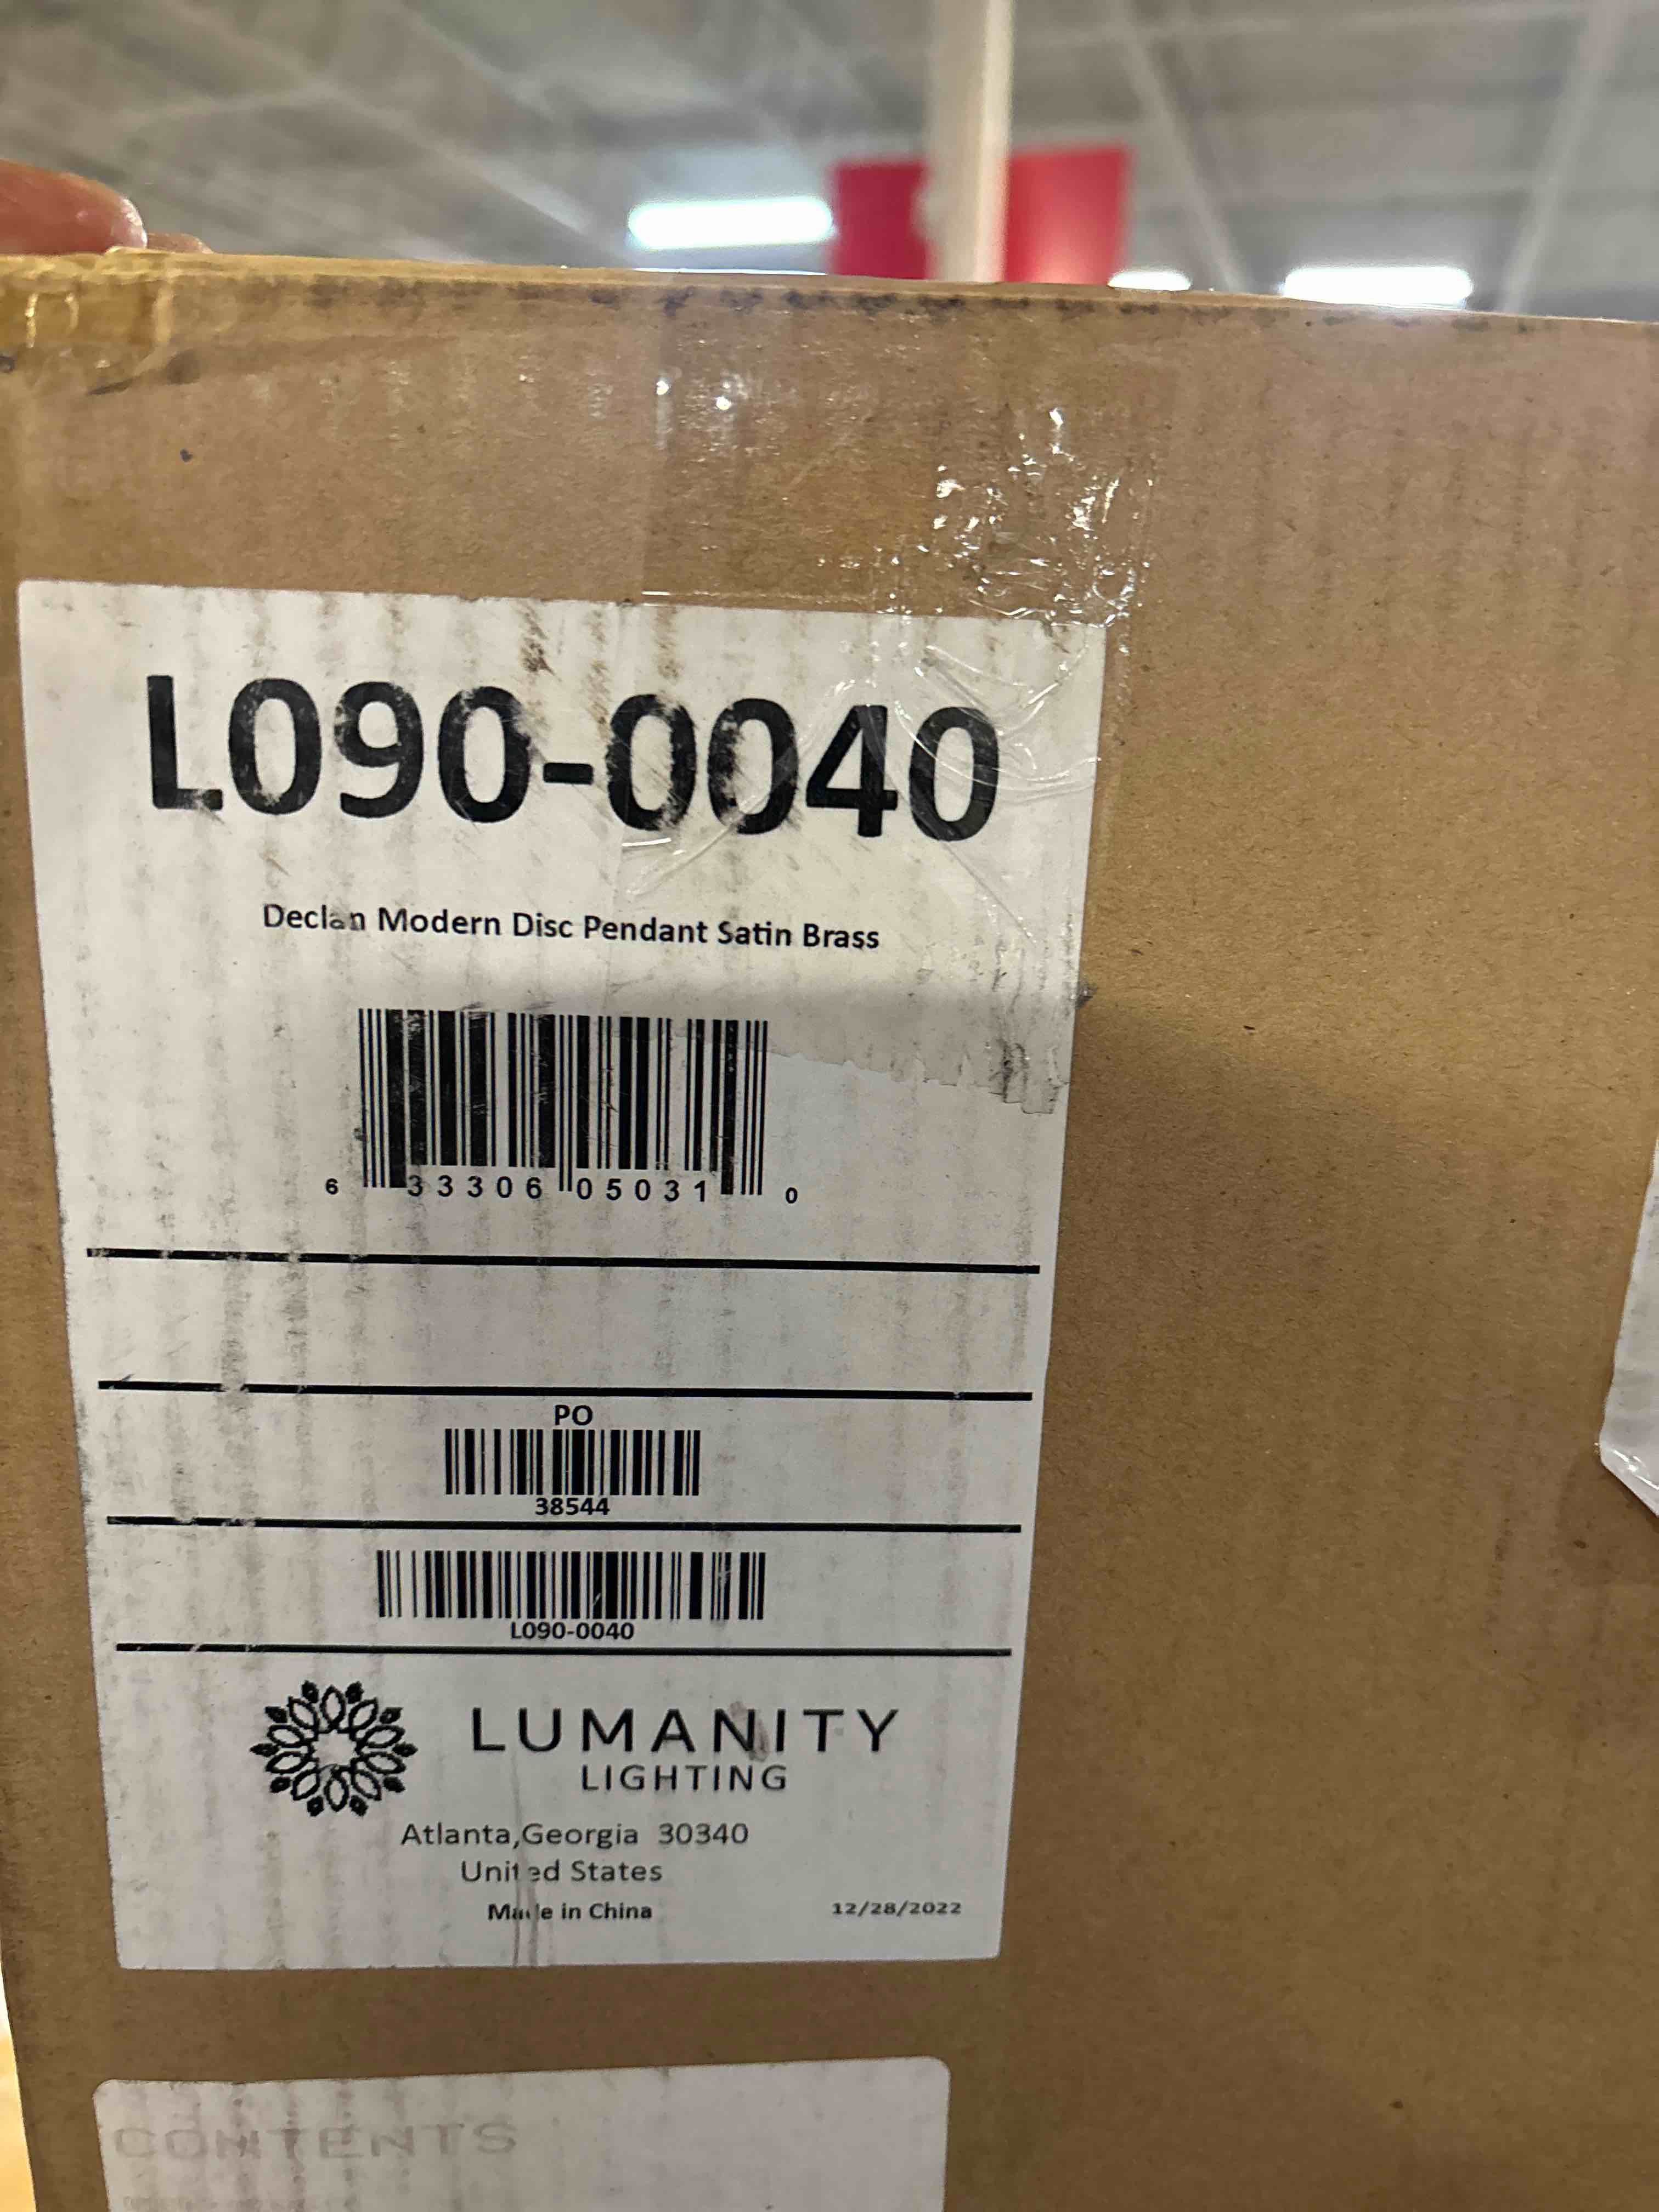 L090-0040
Declan Modern Disc Pendant Satin Brass
6 33306 05031 0
PO
38544
L090-0040
LUMANITY
LIGHTING
Atlanta,Georgia 30340
United States
Made in China
12/28/2022
CONTENTS